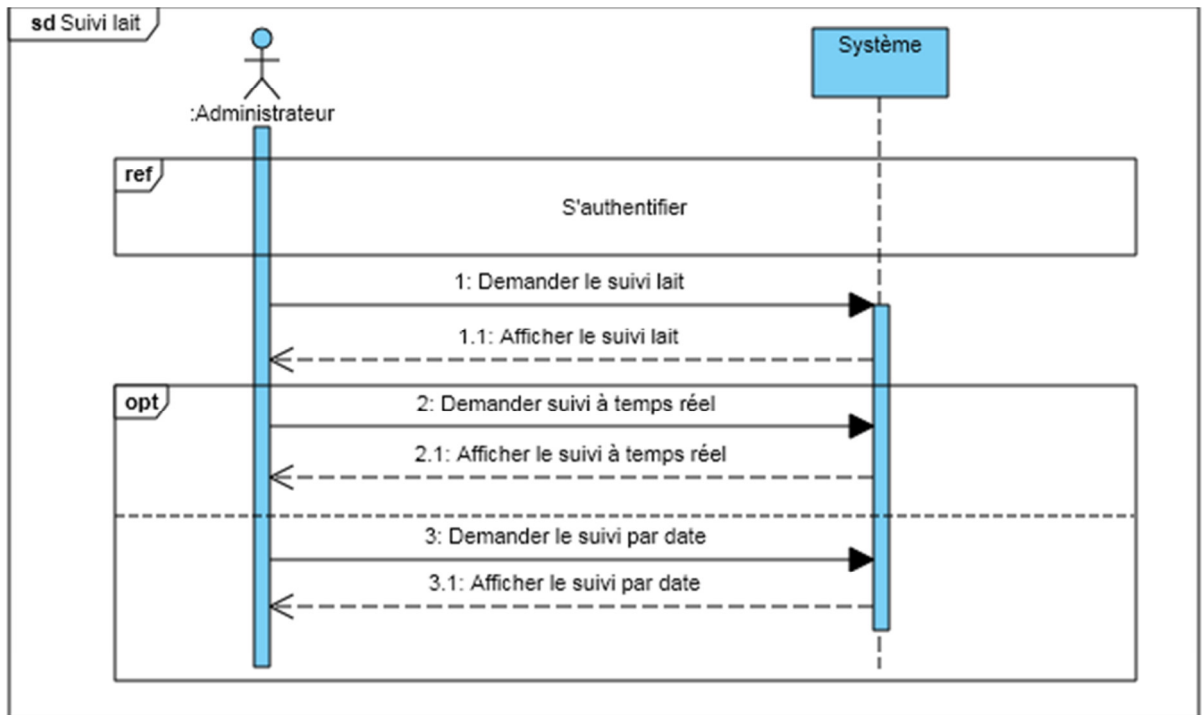 sd Suivi lait
Système
:Administrateur
ref
S'authentifier
1: Demander le suivi lait
1.1: Afficher le suivi lait
opt
2: Demander suivi à temps réel
2.1: Afficher le suivi à temps réel
3: Demander le suivi par date
3.1: Afficher le suivi par date